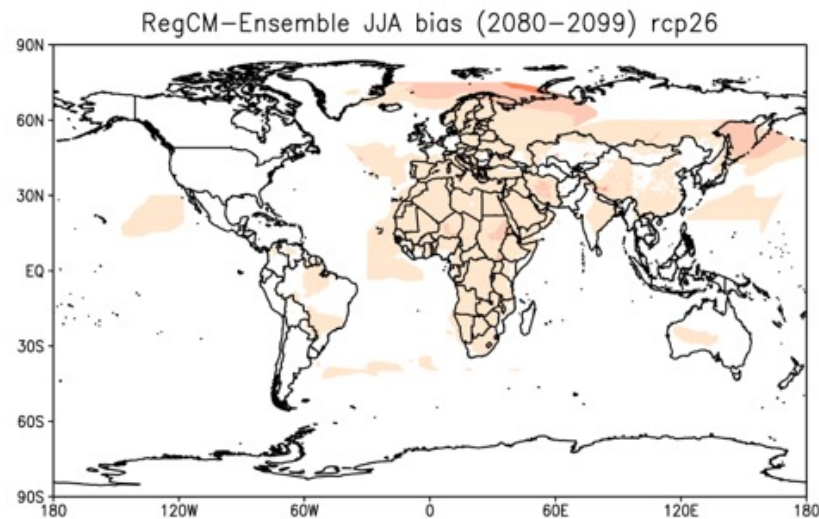 RegCM-Ensemble JJA bias (2080-2099) rcp26
90N
60N
30N
EQ
30S
60S
90S
180 120W 60W 0 60E 120E 180